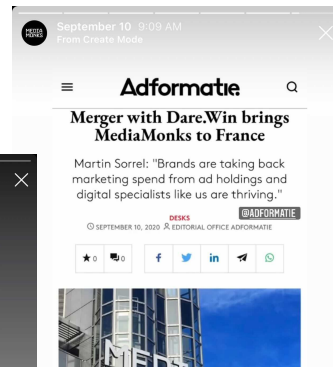 MEDIA
MONKS
September 10 9:09 AM
From Create Mode
Adformatie
Merger with Dare.Win brings
MediaMonks to France
Martin Sorrel: "Brands are taking back
marketing spend from ad holdings and
digital specialists like us are thriving."
@ADFORMATIE
DESKS
SEPTEMBER 10, 2020 EDITORIAL OFFICE ADFORMATIE
0 0